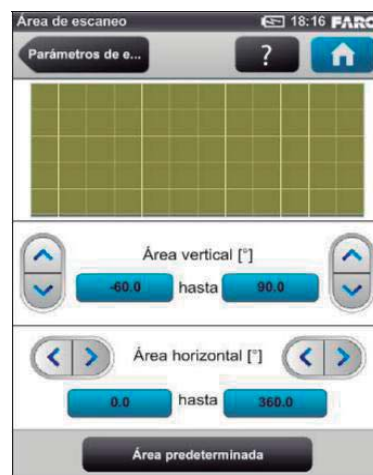 Área de escaneo 18:16 FARO
Parámetros de e...
?
Área vertical [°]
-60.0 hasta 90.0
Área horizontal [°]
0.0 hasta 360.0
Área predeterminada